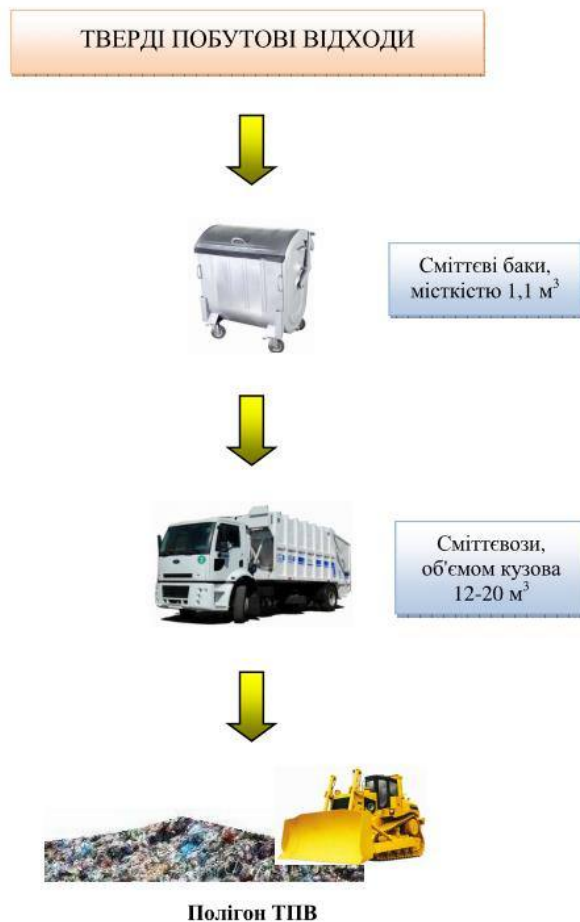 ТВЕРДІ ПОБУТОВІ ВІДХОДИ
Сміттєві баки,
місткістю 1,1 м³
Сміттєвози,
об'ємом кузова
12-20 м³
Полігон ТПВ